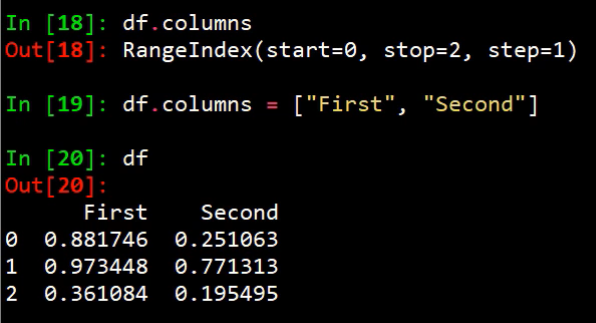 In [18]: df.columns
Out[18]: RangeIndex(start=0, stop=2, step=1)
In [19]: df.columns = ["First", "Second"]
In [20]: df
Out[20]:
First Second
0 0.881746 0.251063
1 0.973448 0.771313
2 0.361084 0.195495